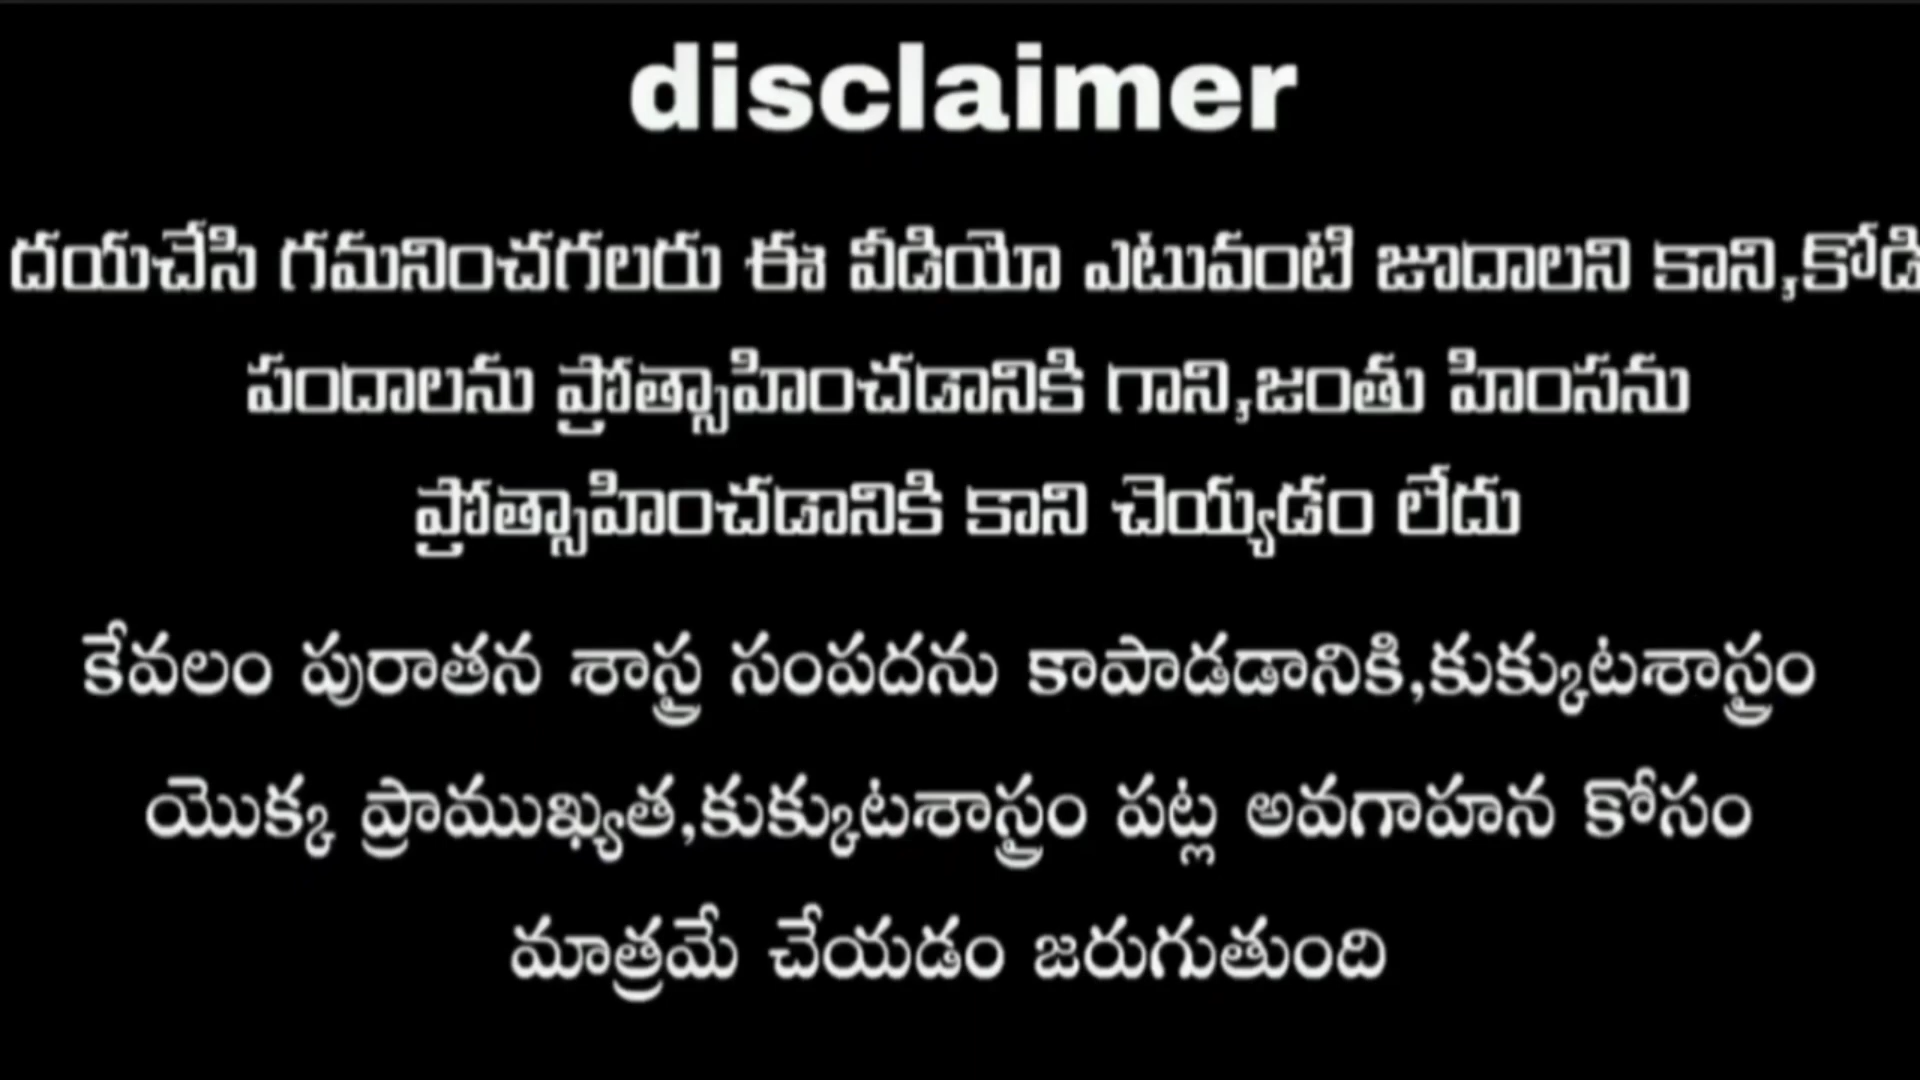 disclaimer
దయచేసి గమనించగలరు ఈ వీడియో ఎటువంటి జూదాలని కాని,కోడి
పందాలను ప్రోత్సాహించడానికి గాని,జంతు హింసను
ప్రోత్సాహించడానికి కాని చెయ్యడం లేదు
కేవలం పురాతన శాస్త్ర సంపదను కాపాడడానికి,కుక్కుటశాస్త్రం
యొక్క ప్రాముఖ్యత,కుక్కుటశాస్త్రం పట్ల అవగాహన కోసం
మాత్రమే చేయడం జరుగుతుంది